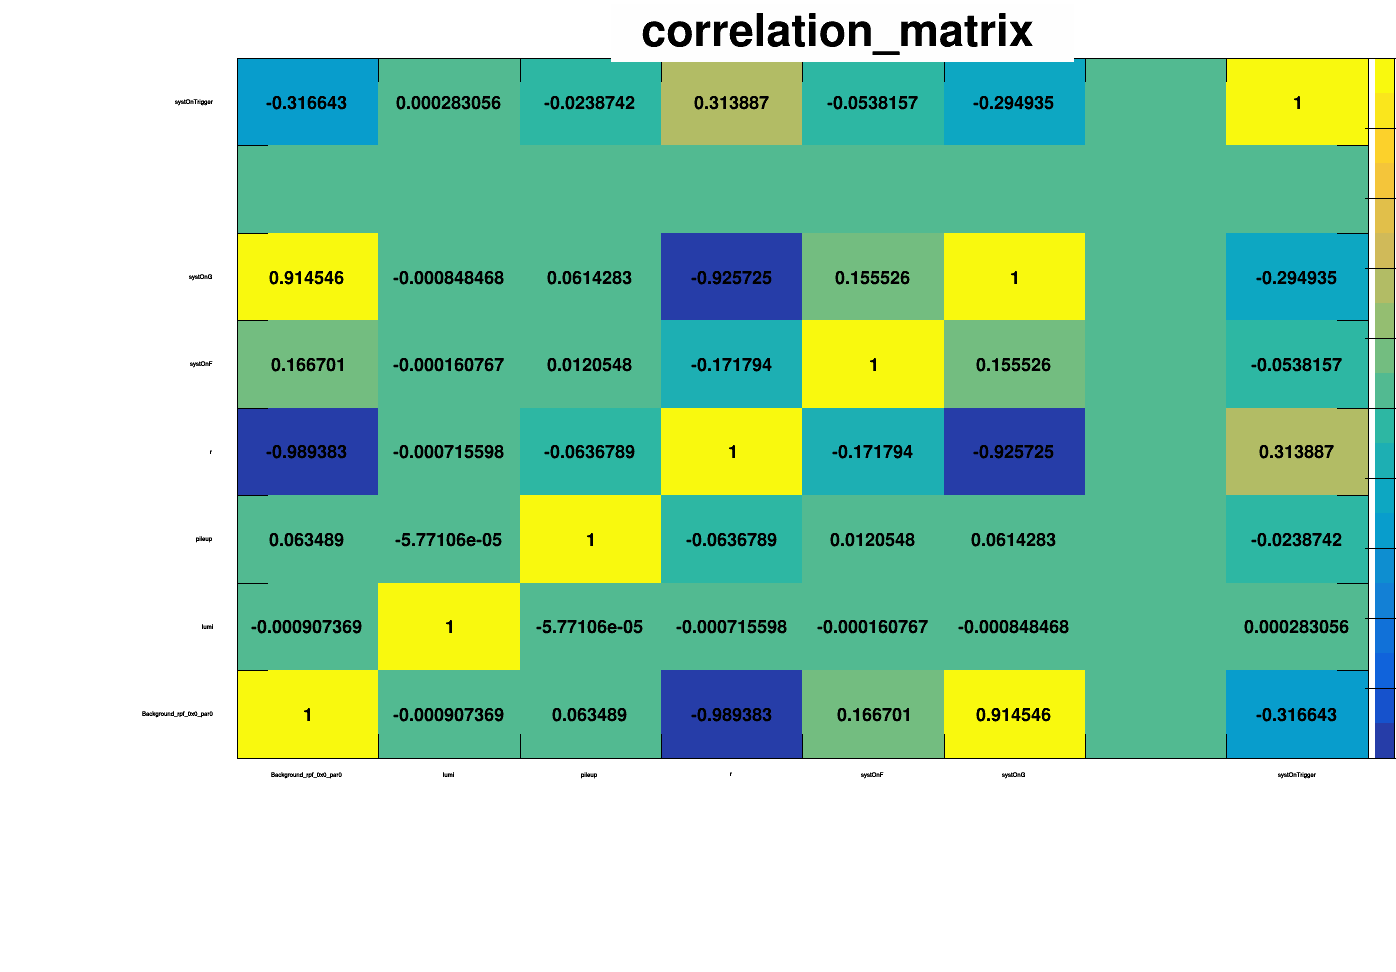 correlation_matrix
systOnTrigger -0.316643 0.000283056 -0.0238742 0.313887 -0.0538157 -0.294935 1
systOnG 0.914546 -0.000848468 0.0614283 -0.925725 0.155526 1 -0.294935
systOnF 0.166701 -0.000160767 0.0120548 -0.171794 1 0.155526 -0.0538157
r -0.989383 -0.000715598 -0.0636789 1 -0.171794 -0.925725 0.313887
pileup 0.063489 -5.77106e-05 1 -0.0636789 0.0120548 0.0614283 -0.0238742
lumi -0.000907369 1 -5.77106e-05 -0.000715598 -0.000160767 -0.000848468 0.000283056
Background_rpf_0x0_par0 1 -0.000907369 0.063489 -0.989383 0.166701 0.914546 -0.316643
Background_rpf_0x0_par0 lumi pileup r systOnF systOnG systOnTrigger